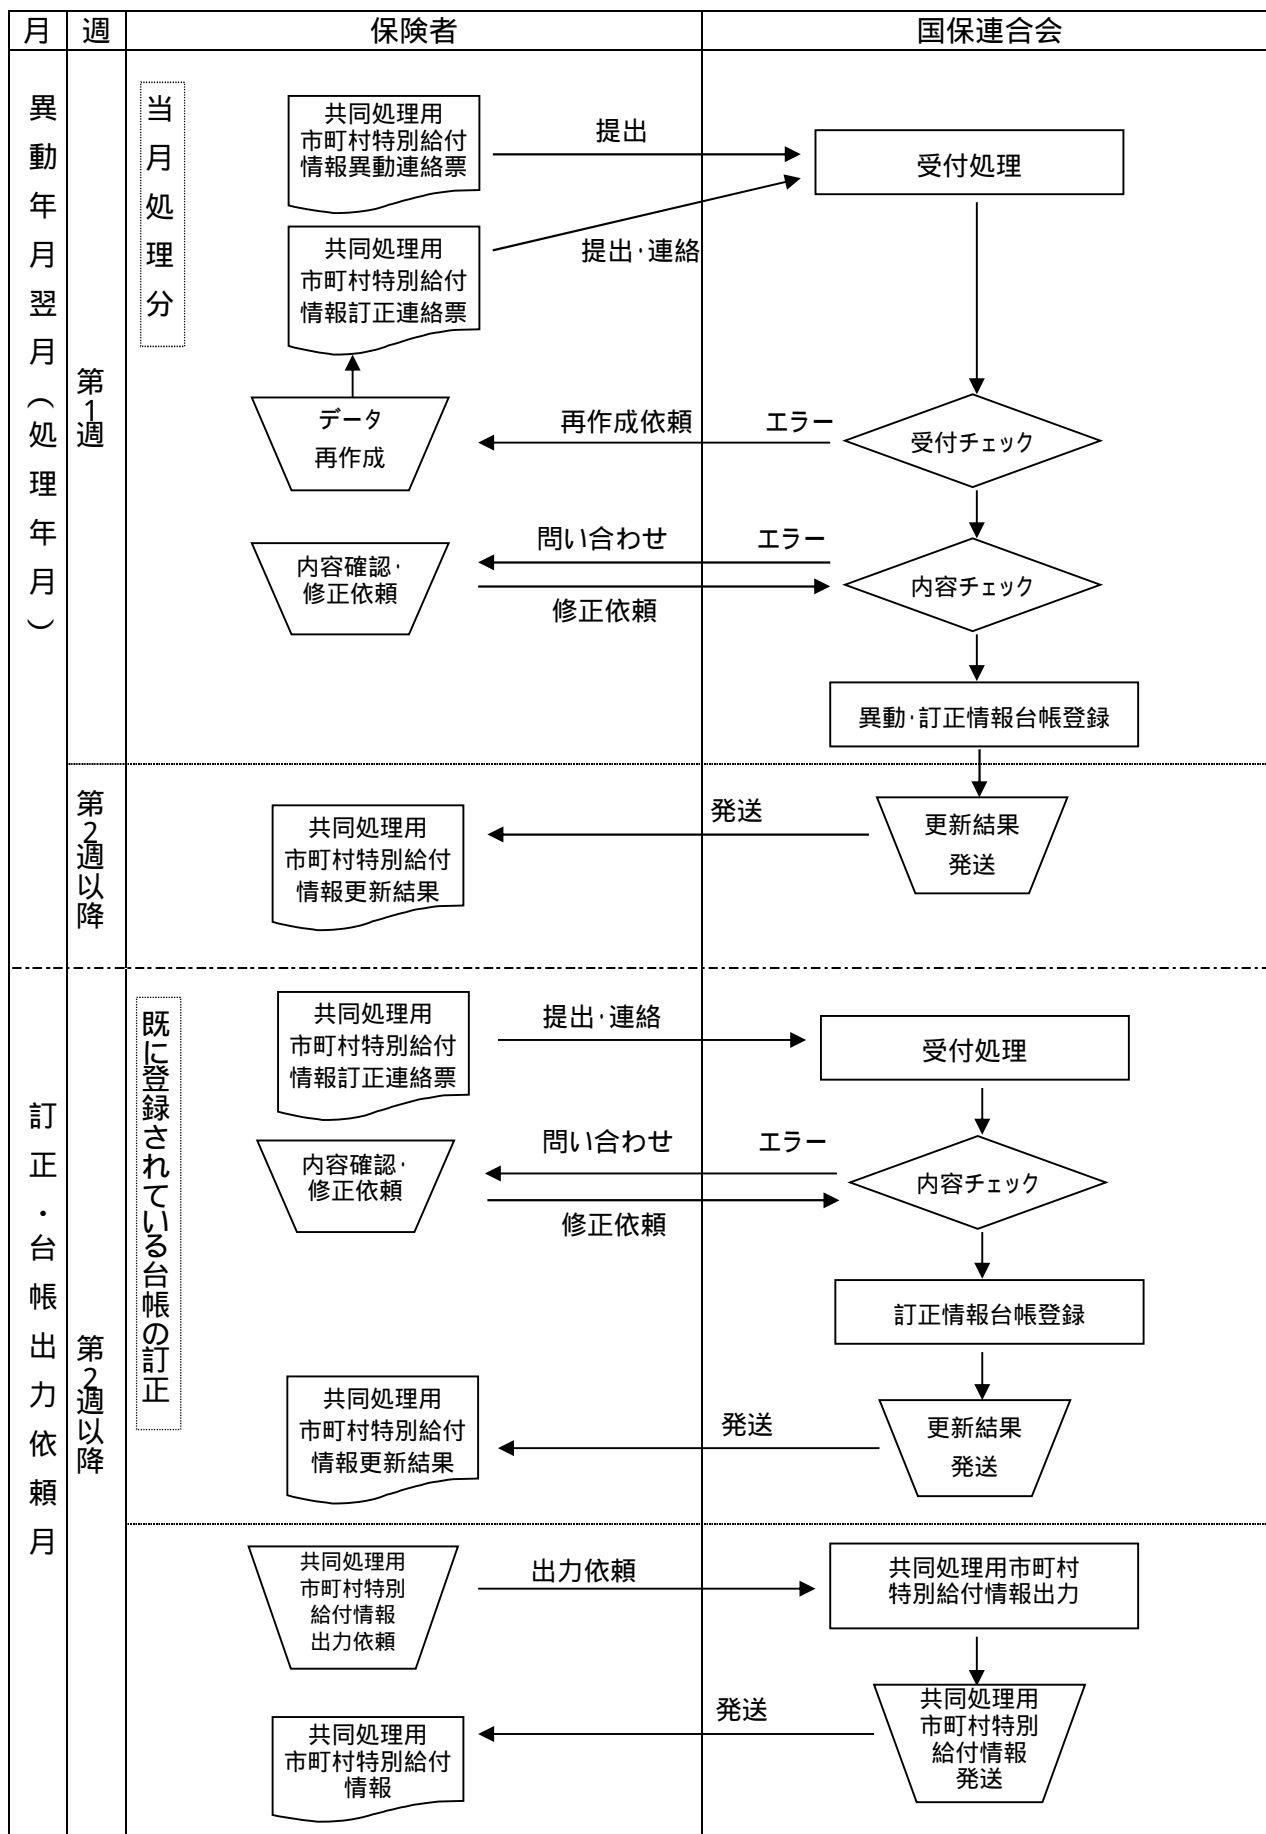 月
週
保険者
国保連合会
異動年月翌月（処理年月）
第1週
当月処理分
共同処理用
市町村特別給付
情報異動連絡票
提出
受付処理
共同処理用
市町村特別給付
情報訂正連絡票
提出・連絡
データ
再作成
再作成依頼
エラー
受付チェック
内容確認・
修正依頼
問い合わせ
エラー
修正依頼
内容チェック
異動・訂正情報台帳登録
第2週以降
共同処理用
市町村特別給付
情報更新結果
発送
更新結果
発送
訂正・台帳出力依頼月
第2週以降
既に登録されている台帳の訂正
共同処理用
市町村特別給付
情報訂正連絡票
提出・連絡
受付処理
内容確認・
修正依頼
問い合わせ
エラー
修正依頼
内容チェック
訂正情報台帳登録
共同処理用
市町村特別給付
情報更新結果
発送
更新結果
発送
共同処理用
市町村特別
給付情報
出力依頼
出力依頼
共同処理用市町村
特別給付情報出力
共同処理用
市町村特別給付
情報
発送
共同処理用
市町村特別
給付情報
発送